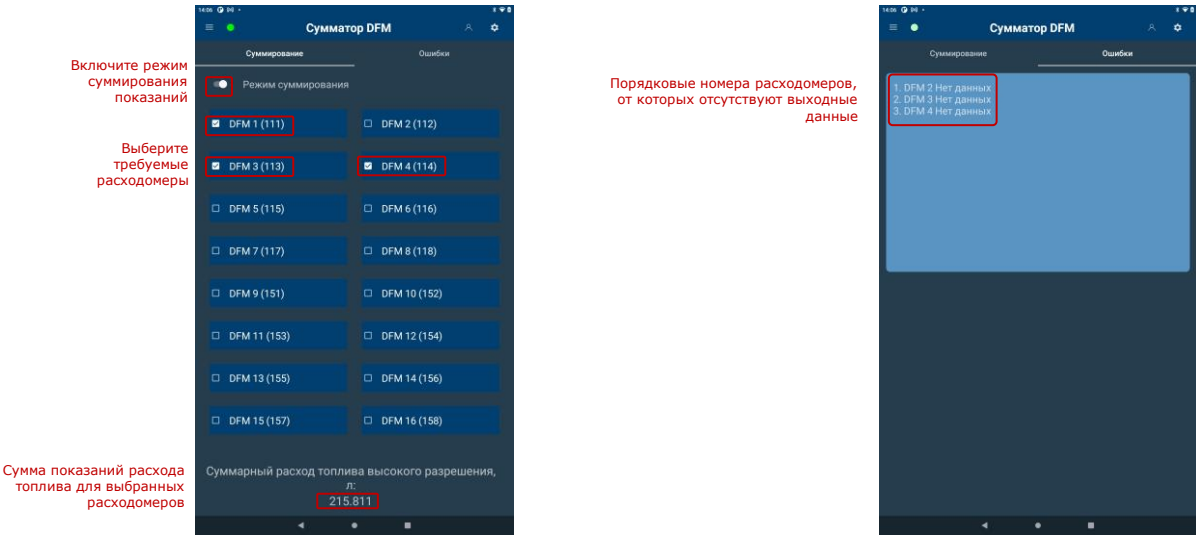 14:06
Сумматор DFM
Суммирование
Ошибки
Включите режим
суммирования
показаний
Режим суммирования
DFM 1 (111)
DFM 2 (112)
Выберите
требуемые
расходомеры
DFM 3 (113)
DFM 4 (114)
DFM 5 (115)
DFM 6 (116)
DFM 7 (117)
DFM 8 (118)
DFM 9 (151)
DFM 10 (152)
DFM 11 (153)
DFM 12 (154)
DFM 13 (155)
DFM 14 (156)
DFM 15 (157)
DFM 16 (158)
Сумма показаний расхода
топлива для выбранных
расходомеров
Суммарный расход топлива высокого разрешения,
л:
215.811
14:06
Сумматор DFM
Суммирование
Ошибки
Порядковые номера расходомеров,
от которых отсутствуют выходные
данные
1. DFM 2 Нет данных
2. DFM 3 Нет данных
3. DFM 4 Нет данных